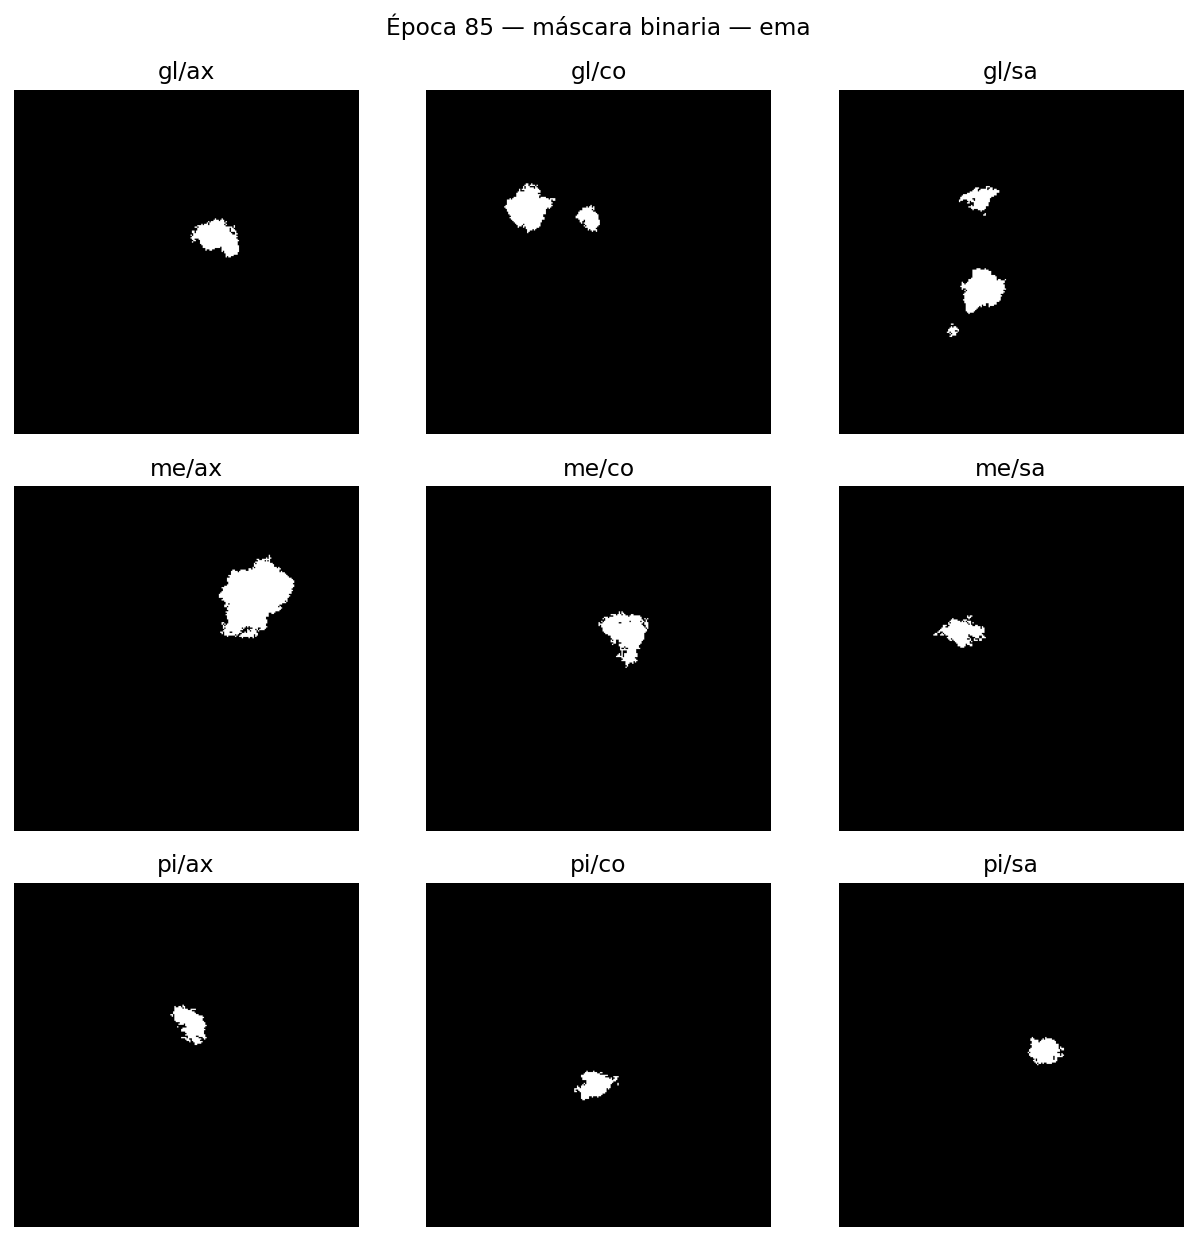 Época 85 — máscara binaria — ema
gl/ax
gl/co
gl/sa
me/ax
me/co
me/sa
pi/ax
pi/co
pi/sa